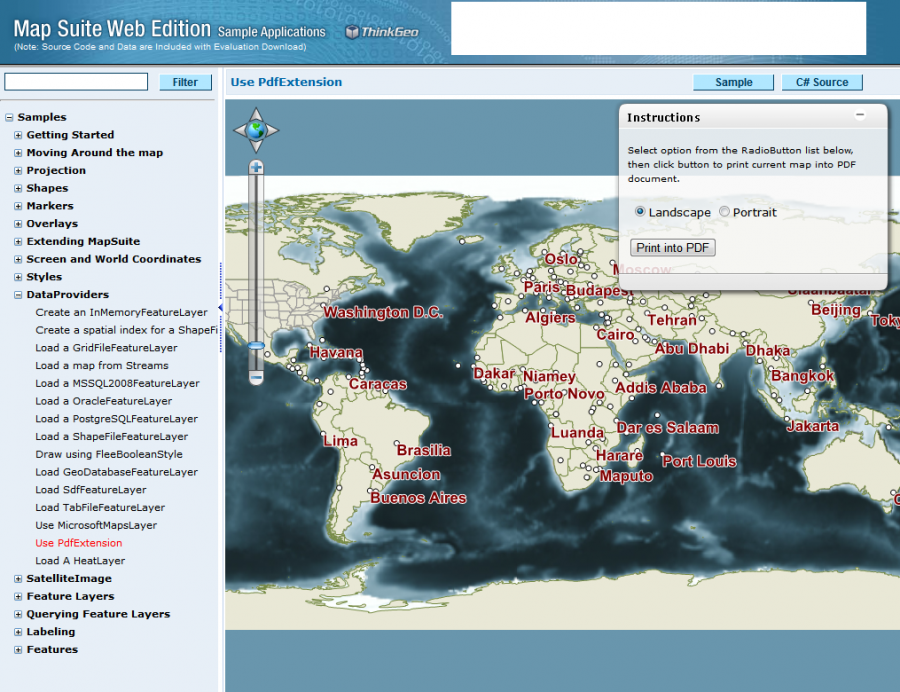 Map Suite Web Edition Sample Applications ThinkGeo
(Note: Source Code and Data are Included with Evaluation Download)
Filter
Use PdfExtension
Sample
C# Source
Samples
Getting Started
Moving Around the map
Projection
Shapes
Markers
Overlays
Extending MapSuite
Screen and World Coordinates
Styles
DataProviders
Create an InMemoryFeatureLayer
Create a spatial index for a ShapeFi
Load a GridFileFeatureLayer
Load a map from Streams
Load a MSSQL2008FeatureLayer
Load a OracleFeatureLayer
Load a PostgreSQLFeatureLayer
Load a ShapeFileFeatureLayer
Draw using FleeBooleanStyle
Load GeoDatabaseFeatureLayer
Load SdfFeatureLayer
Load TabFileFeatureLayer
Use MicrosoftMapsLayer
Use PdfExtension
Load A HeatLayer
SatelliteImage
Feature Layers
Querying Feature Layers
Labeling
Features
Instructions
Select option from the RadioButton list below,
then click button to print current map into PDF
document.
Landscape Portrait
Print into PDF
Oslo
Moscow
Paris
Budapest
Ulaanbaatar
Washington D.C.
Algiers
Cairo
Tehran
Beijing
Toky
Havana
Abu Dhabi
Dhaka
Caracas
Dakar
Niamey
Porto Novo
Addis Ababa
Bangkok
Lima
Brasilia
Luanda
Dar es Salaam
Jakarta
Asuncion
Harare
Port Louis
Maputo
Buenos Aires